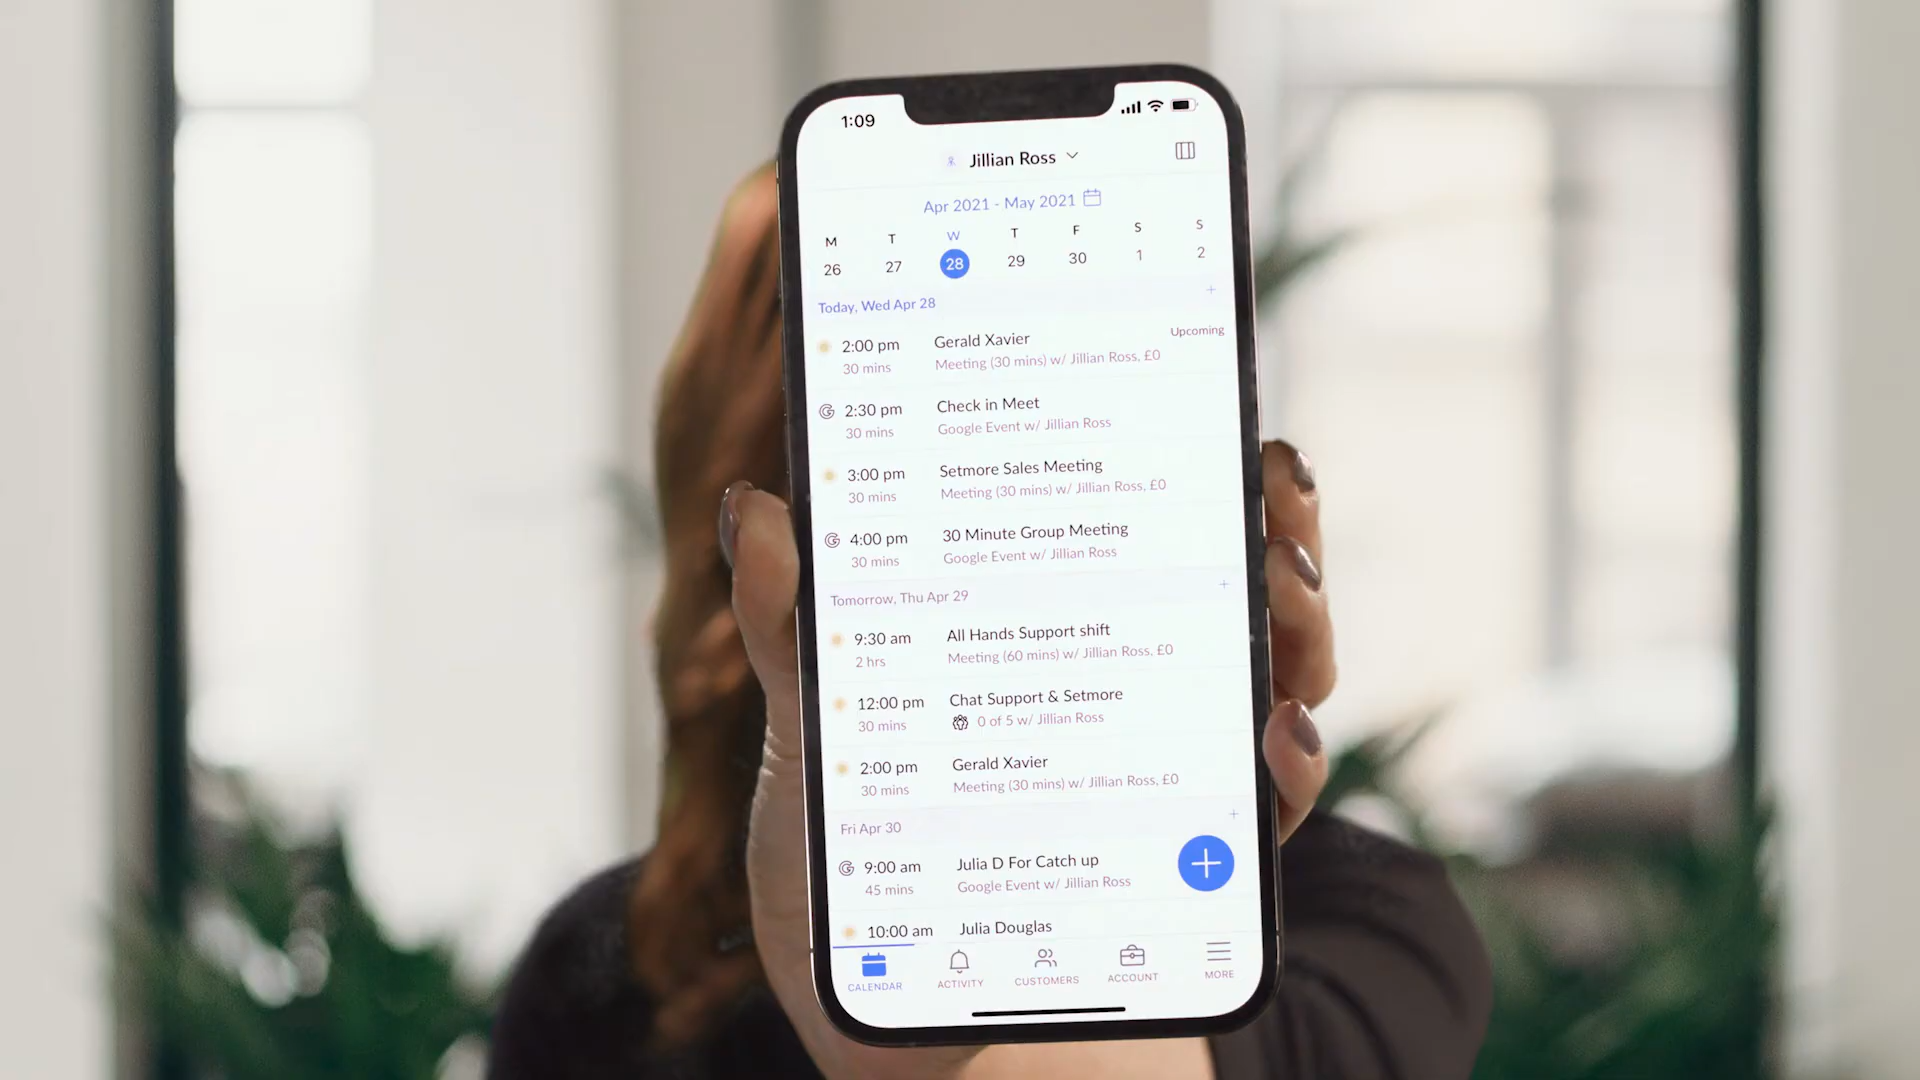 1:09
Jillian Ross
Apr 2021 - May 2021
M T W T F S S
26 27 28 29 30 1 2
Today, Wed Apr 28
2:00 pm Gerald Xavier Upcoming
30 mins Meeting (30 mins) w/ Jillian Ross, £0
2:30 pm Check in Meet
30 mins Google Event w/ Jillian Ross
3:00 pm Setmore Sales Meeting
30 mins Meeting (30 mins) w/ Jillian Ross, £0
4:00 pm 30 Minute Group Meeting
30 mins Google Event w/ Jillian Ross
Tomorrow, Thu Apr 29
9:30 am All Hands Support shift
2 hrs Meeting (60 mins) w/ Jillian Ross, £0
12:00 pm Chat Support & Setmore
30 mins 0 of 5 w/ Jillian Ross
2:00 pm Gerald Xavier
30 mins Meeting (30 mins) w/ Jillian Ross, £0
Fri Apr 30
9:00 am Julia D For Catch up
45 mins Google Event w/ Jillian Ross
10:00 am Julia Douglas
CALENDAR ACTIVITY CUSTOMERS ACCOUNT MORE